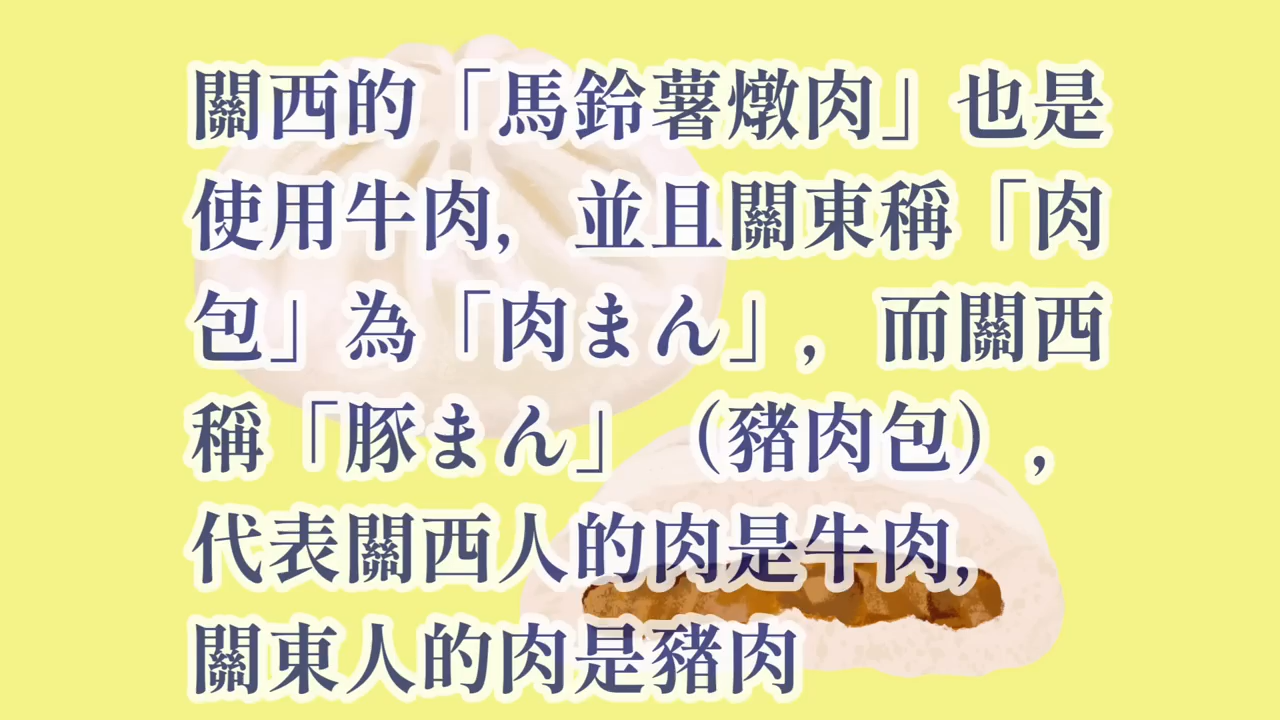 關西的「馬鈴薯燉肉」也是
使用牛肉，並且關東稱「肉
包」為「肉まん」，而關西
稱「豚まん」（豬肉包），
代表關西人的肉是牛肉，
關東人的肉是豬肉